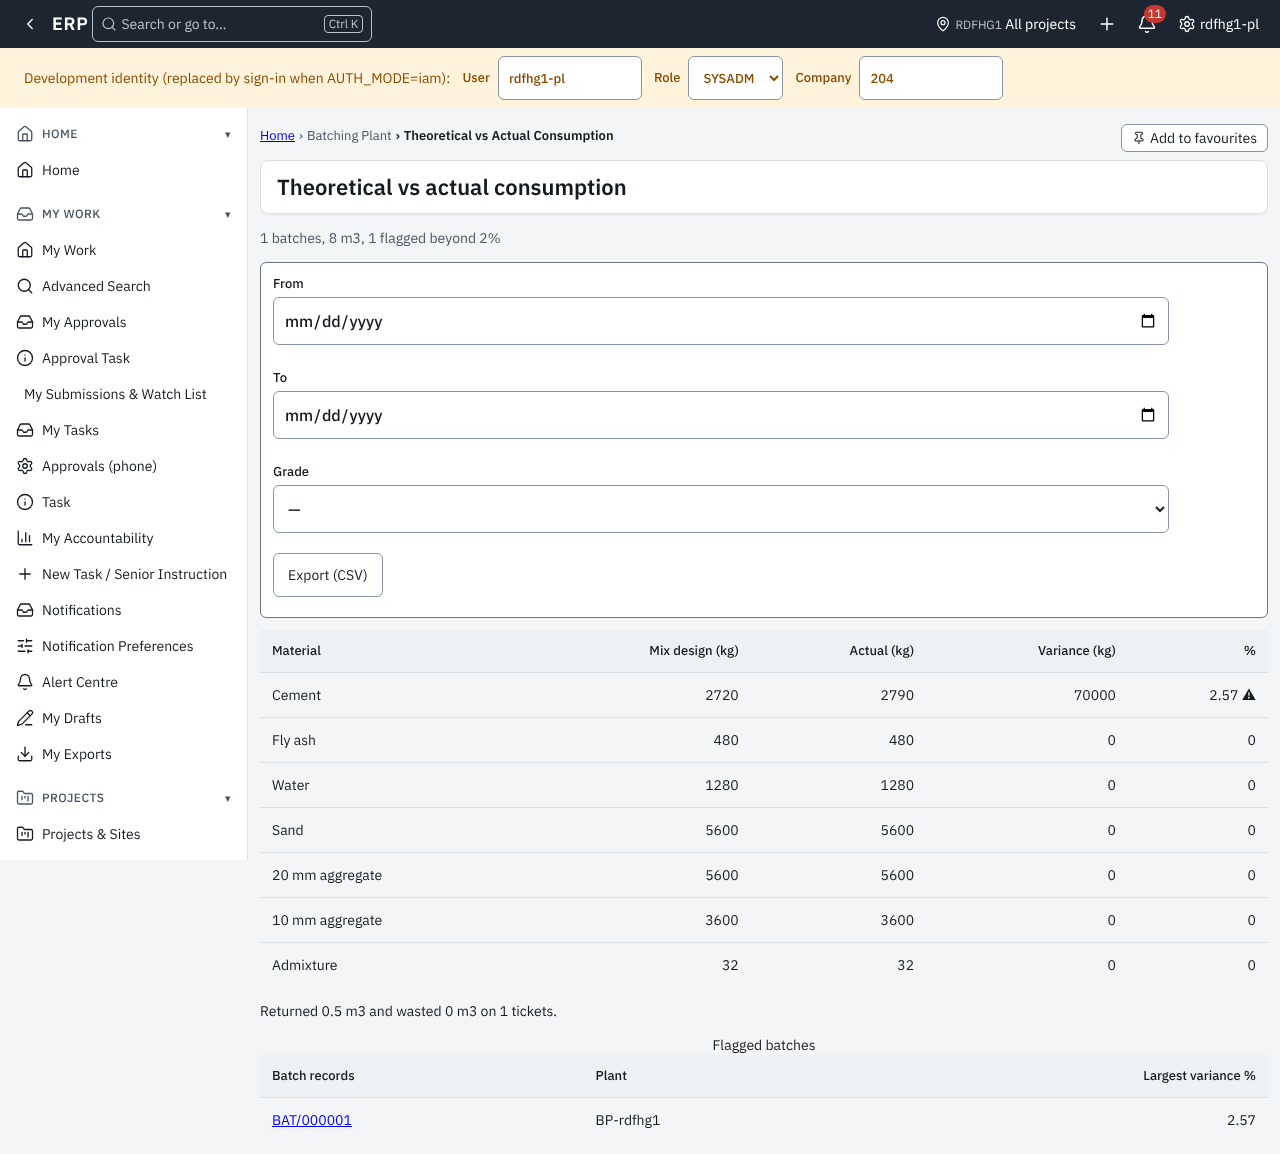 ERP Search or go to... Ctrl K RDFHG1 All projects 11 rdfhg1-pl
Development identity (replaced by sign-in when AUTH_MODE=iam): User rdfhg1-pl Role SYSADM Company 204
HOME
Home
MY WORK
My Work
Advanced Search
My Approvals
Approval Task
My Submissions & Watch List
My Tasks
Approvals (phone)
Task
My Accountability
New Task / Senior Instruction
Notifications
Notification Preferences
Alert Centre
My Drafts
My Exports
PROJECTS
Projects & Sites
Home › Batching Plant › Theoretical vs Actual Consumption
Add to favourites
Theoretical vs actual consumption
1 batches, 8 m3, 1 flagged beyond 2%
From
mm/dd/yyyy
To
mm/dd/yyyy
Grade
—
Export (CSV)
Material Mix design (kg) Actual (kg) Variance (kg) %
Cement 2720 2790 70000 2.57
Fly ash 480 480 0 0
Water 1280 1280 0 0
Sand 5600 5600 0 0
20 mm aggregate 5600 5600 0 0
10 mm aggregate 3600 3600 0 0
Admixture 32 32 0 0
Returned 0.5 m3 and wasted 0 m3 on 1 tickets.
Flagged batches
Batch records Plant Largest variance %
BAT/000001 BP-rdfhg1 2.57